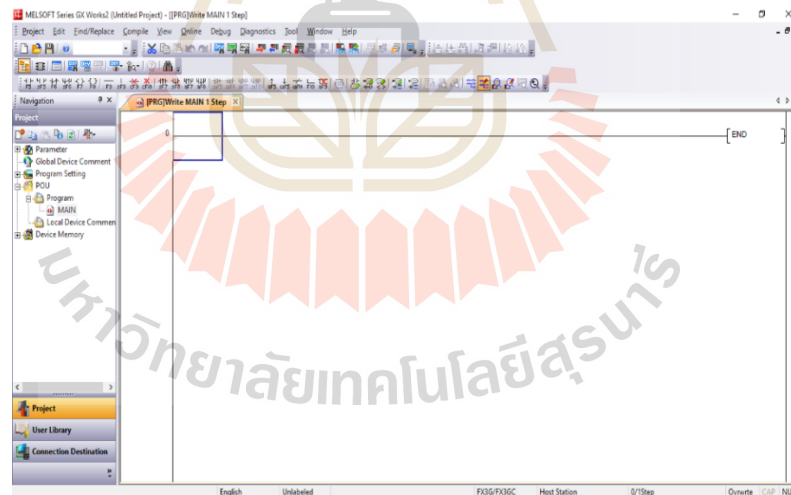 MELSOFT Series GX Works2 (Untitled Project) - [[PRG]Write MAIN 1 Step]
Project Edit Find/Replace Compile View Online Debug Diagnostics Tool Window Help
Navigation
[PRG]Write MAIN 1 Step
Project
0
END
Parameter
Global Device Comment
Program Setting
POU
Program
MAIN
Local Device Commen
Device Memory
มหาวิทยาลัยเทคโนโลยีสุรนารี
Project
User Library
Connection Destination
English Unlabeled FX3G/FX3GC Host Station 0/1Step Ovrwrte CAP NU